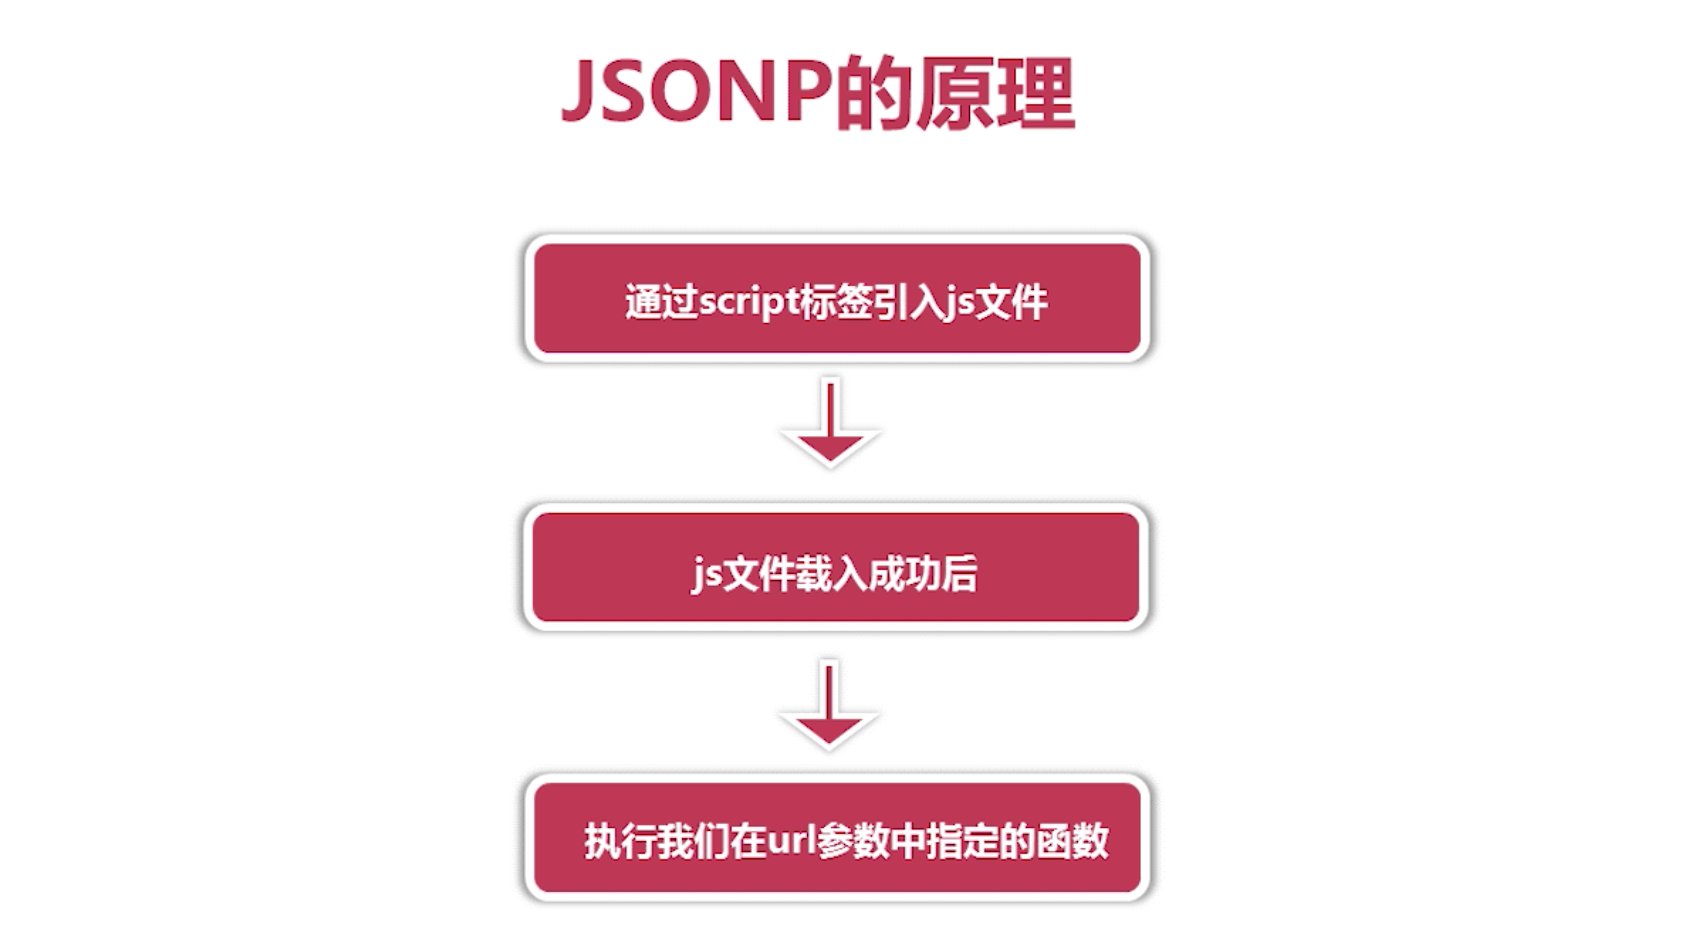 JSONP的原理
通过script标签引入js文件
js文件载入成功后
执行我们在url参数中指定的函数